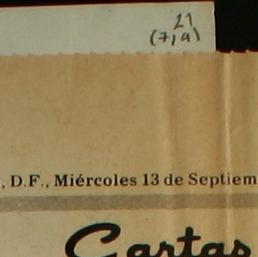 21
(7,a)
, D.F., Miércoles 13 de Septiem
Cartas